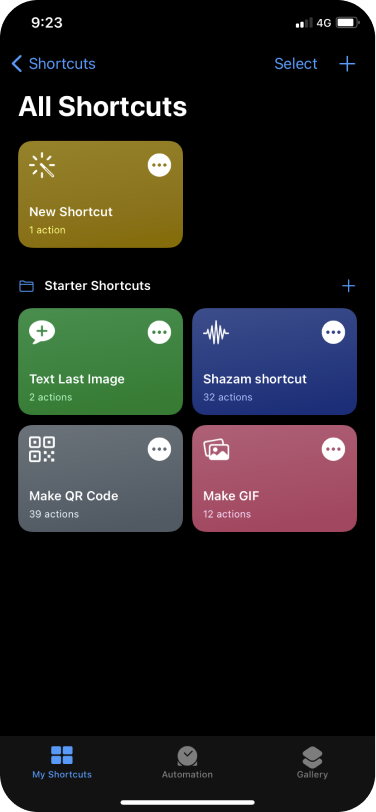 9:23
4G
Shortcuts
Select
All Shortcuts
New Shortcut
1 action
Starter Shortcuts
Text Last Image
2 actions
Shazam shortcut
32 actions
Make QR Code
39 actions
Make GIF
12 actions
My Shortcuts
Automation
Gallery